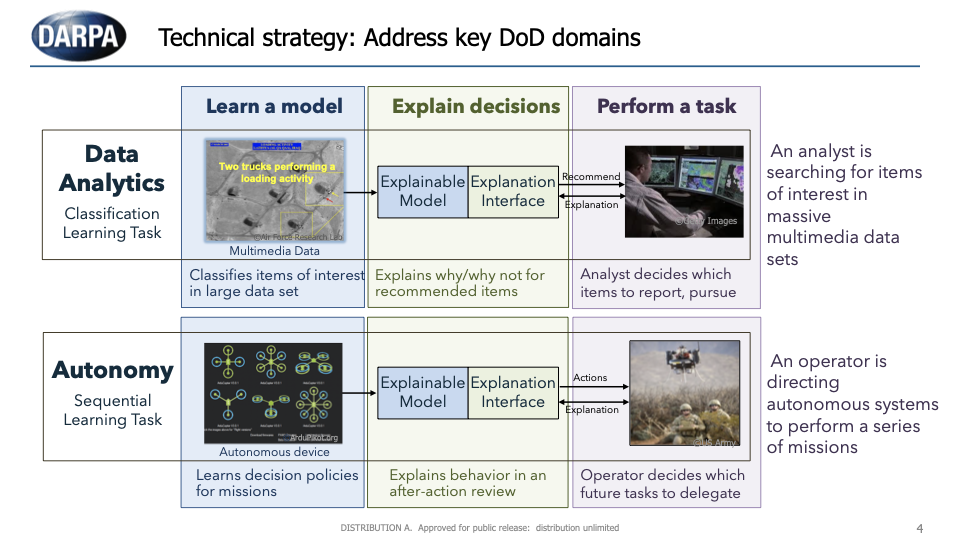 DARPA
Technical strategy: Address key DoD domains
Learn a model
Explain decisions
Perform a task
Data
Analytics
Classification
Learning Task
Two trucks performing a
loading activity
©Air Force Research Lab
Multimedia Data
Explainable
Model
Explanation
Interface
Recommend
Explanation
©Getty Images
An analyst is
searching for items
of interest in
massive
multimedia data
sets
Classifies items of interest
in large data set
Explains why/why not for
recommended items
Analyst decides which
items to report, pursue
Autonomy
Sequential
Learning Task
ArduPilot.org
Autonomous device
Explainable
Model
Explanation
Interface
Actions
Explanation
©US Army
An operator is
directing
autonomous systems
to perform a series
of missions
Learns decision policies
for missions
Explains behavior in an
after-action review
Operator decides which
future tasks to delegate
DISTRIBUTION A. Approved for public release: distribution unlimited
4